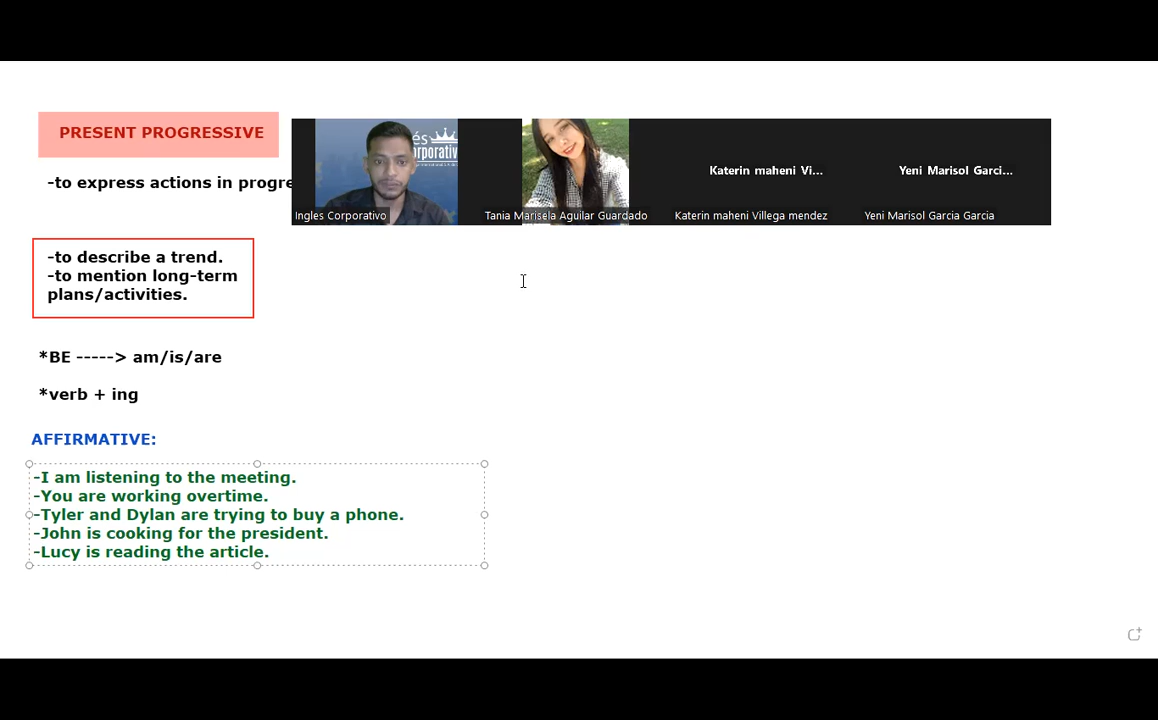 PRESENT PROGRESSIVE
-to express actions in progre
és
orporativ
Ingles Corporativo
Tania Marisela Aguilar Guardado
Katerin maheni Vi...
Katerin maheni Villega mendez
Yeni Marisol Garci...
Yeni Marisol Garcia Garcia
-to describe a trend.
-to mention long-term
plans/activities.
*BE -----> am/is/are
*verb + ing
AFFIRMATIVE:
-I am listening to the meeting.
-You are working overtime.
-Tyler and Dylan are trying to buy a phone.
-John is cooking for the president.
-Lucy is reading the article.